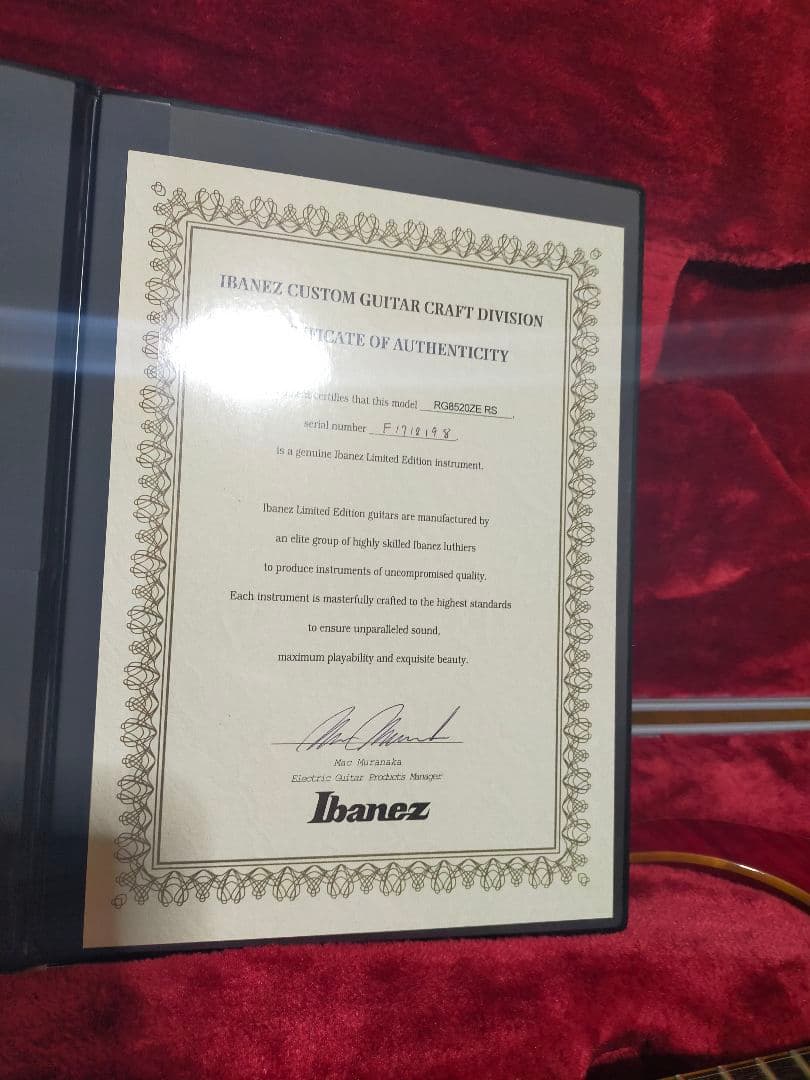 IBANEZ CUSTOM GUITAR CRAFT DIVISION
OF AUTHENTICITY
certifies that this model RG8520ZE RS.
serial number F1712198
is a genuine Ibanez Limited Edition instrument.
Ibanez Limited Edition guitars are manufactured by
an elite group of highly skilled Ibanez luthiers
to produce instruments of uncompromised quality.
Each instrument is masterfully crafted to the highest standards
to ensure unparalleled sound,
maximum playability and exquisite beauty.
Mac Muranaka
Electric Guitar Products Manager
Ibanez